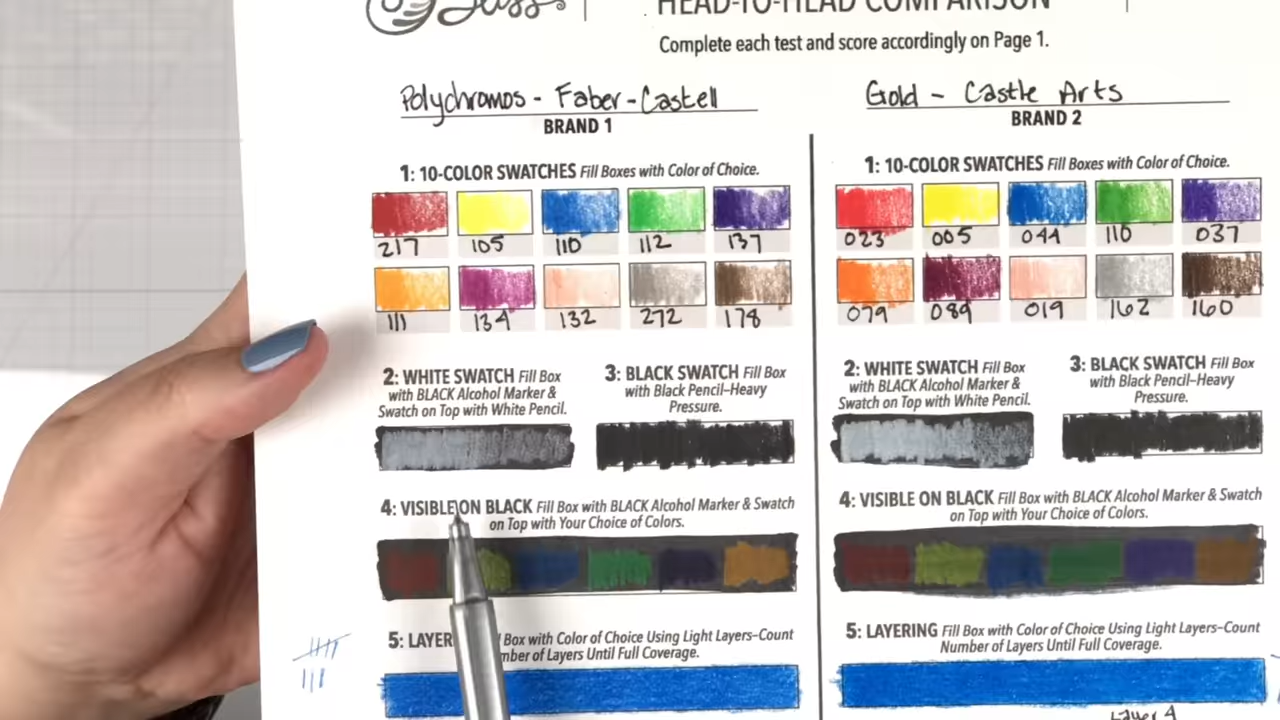 HEAD-TO-HEAD COMPARISON
Complete each test and score accordingly on Page 1.
Polychromos - Faber-Castell
BRAND 1
1: 10-COLOR SWATCHES Fill Boxes with Color of Choice.
217 105 110 112 137
111 134 132 272 178
2: WHITE SWATCH Fill Box
with BLACK Alcohol Marker &
Swatch on Top with White Pencil.
3: BLACK SWATCH Fill Box
with Black Pencil–Heavy
Pressure.
4: VISIBLE ON BLACK Fill Box with BLACK Alcohol Marker & Swatch
on Top with Your Choice of Colors.
5: LAYER Box with Color of Choice Using Light Layers–Count
mber of Layers Until Full Coverage.
Gold - Castle Arts
BRAND 2
1: 10-COLOR SWATCHES Fill Boxes with Color of Choice.
023 005 044 110 037
079 089 019 162 160
2: WHITE SWATCH Fill Box
with BLACK Alcohol Marker &
Swatch on Top with White Pencil.
3: BLACK SWATCH Fill Box
with Black Pencil–Heavy
Pressure.
4: VISIBLE ON BLACK Fill Box with BLACK Alcohol Marker & Swatch
on Top with Your Choice of Colors.
5: LAYERING Fill Box with Color of Choice Using Light Layers–Count
Number of Layers Until Full Coverage.
Layer 4